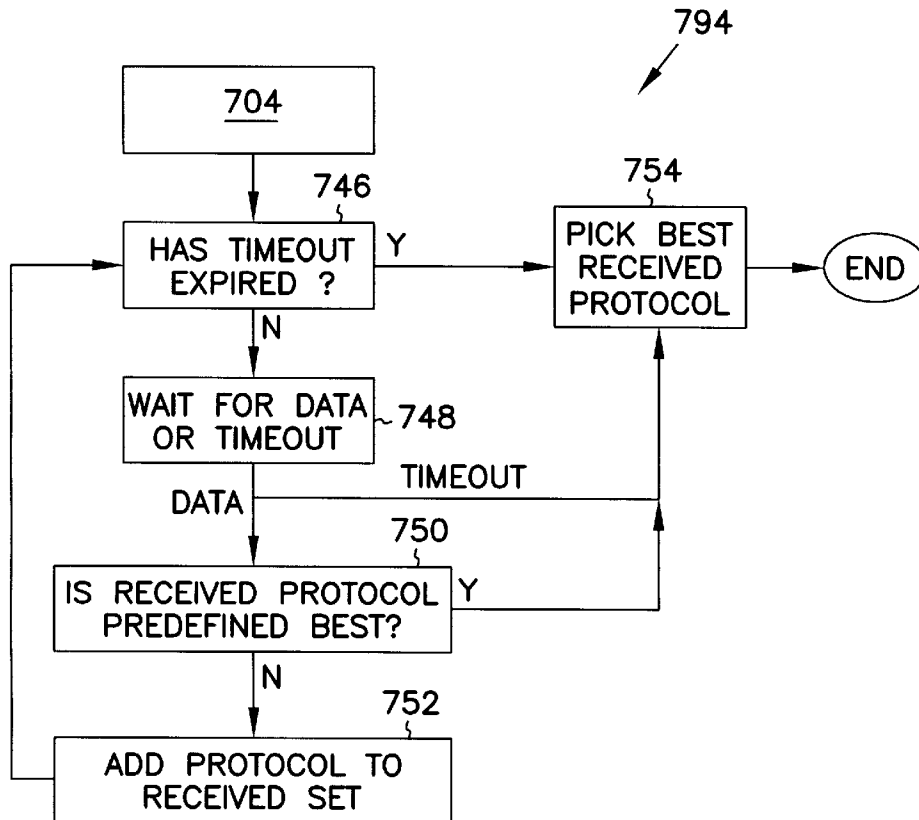 794
704
746
HAS TIMEOUT
EXPIRED ?
Y
754
PICK BEST
RECEIVED
PROTOCOL
END
N
WAIT FOR DATA
OR TIMEOUT
748
TIMEOUT
DATA
750
IS RECEIVED PROTOCOL
PREDEFINED BEST?
Y
N
752
ADD PROTOCOL TO
RECEIVED SET